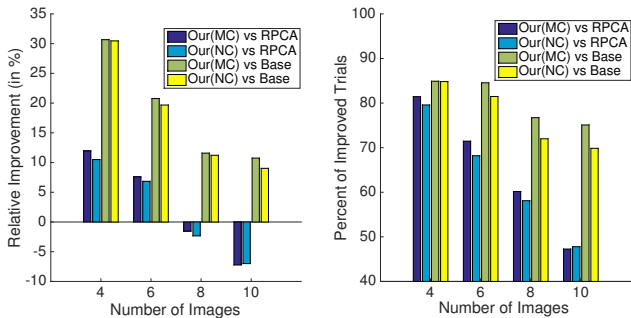 35
30
25
20
15
10
5
0
-5
-10
Relative Improvement (in %)
Our(MC) vs RPCA
Our(NC) vs RPCA
Our(MC) vs Base
Our(NC) vs Base
4 6 8 10
Number of Images
100
90
80
70
60
50
40
Percent of Improved Trials
Our(MC) vs RPCA
Our(NC) vs RPCA
Our(MC) vs Base
Our(NC) vs Base
4 6 8 10
Number of Images